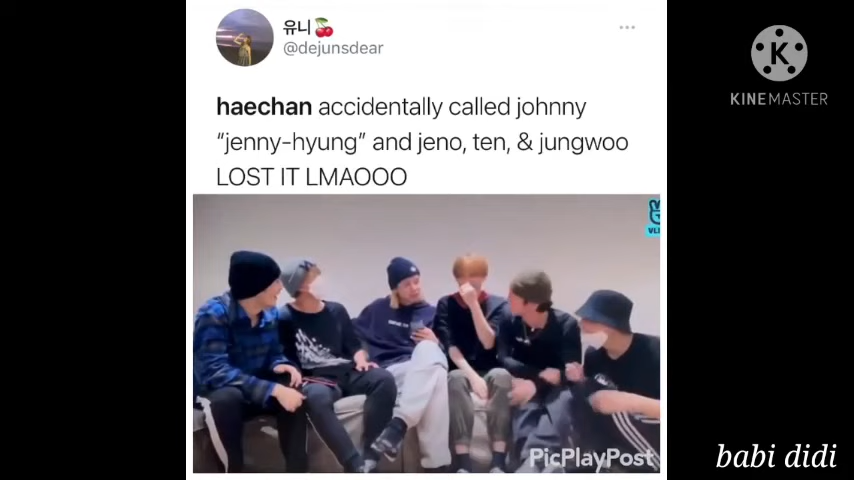 유니🍒
@dejunsdear
haechan accidentally called johnny
“jenny-hyung” and jeno, ten, & jungwoo
LOST IT LMAOOO
KINEMASTER
PicPlayPost
babi didi